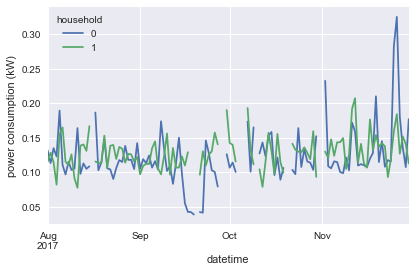 household
0
1
power consumption (kW)
0.30
0.25
0.20
0.15
0.10
0.05
Aug
2017
Sep
Oct
Nov
datetime